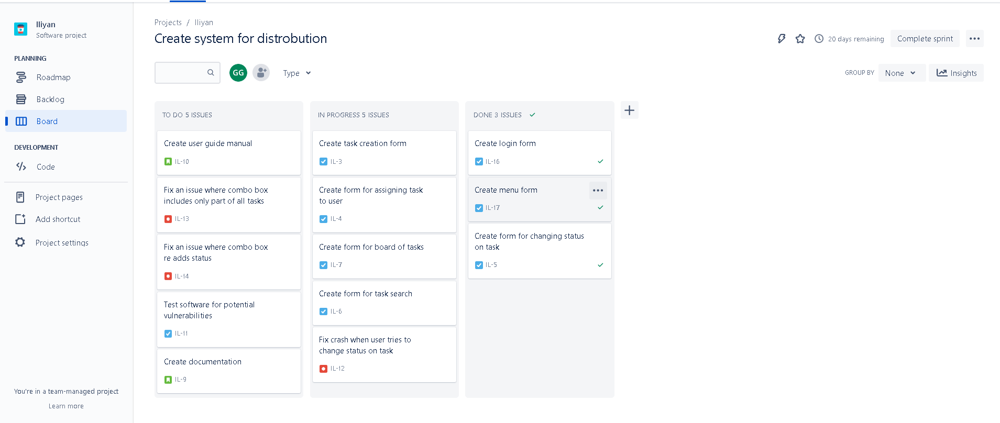 Iliyan
Software project
PLANNING
Roadmap
Backlog
Board
DEVELOPMENT
Code
Project pages
Add shortcut
Project settings
You're in a team-managed project
Learn more
Projects / Iliyan
Create system for distrobution
20 days remaining
Complete sprint
GG
Type
GROUP BY
None
Insights
TO DO 5 ISSUES
Create user guide manual
IL-10
Fix an issue where combo box
includes only part of all tasks
IL-13
Fix an issue where combo box
re adds status
IL-14
Test software for potential
vulnerabilities
IL-11
Create documentation
IL-9
IN PROGRESS 5 ISSUES
Create task creation form
IL-3
Create form for assigning task
to user
IL-4
Create form for board of tasks
IL-7
Create form for task search
IL-6
Fix crash when user tries to
change status on task
IL-12
DONE 3 ISSUES
Create login form
IL-16
Create menu form
IL-17
Create form for changing status
on task
IL-5